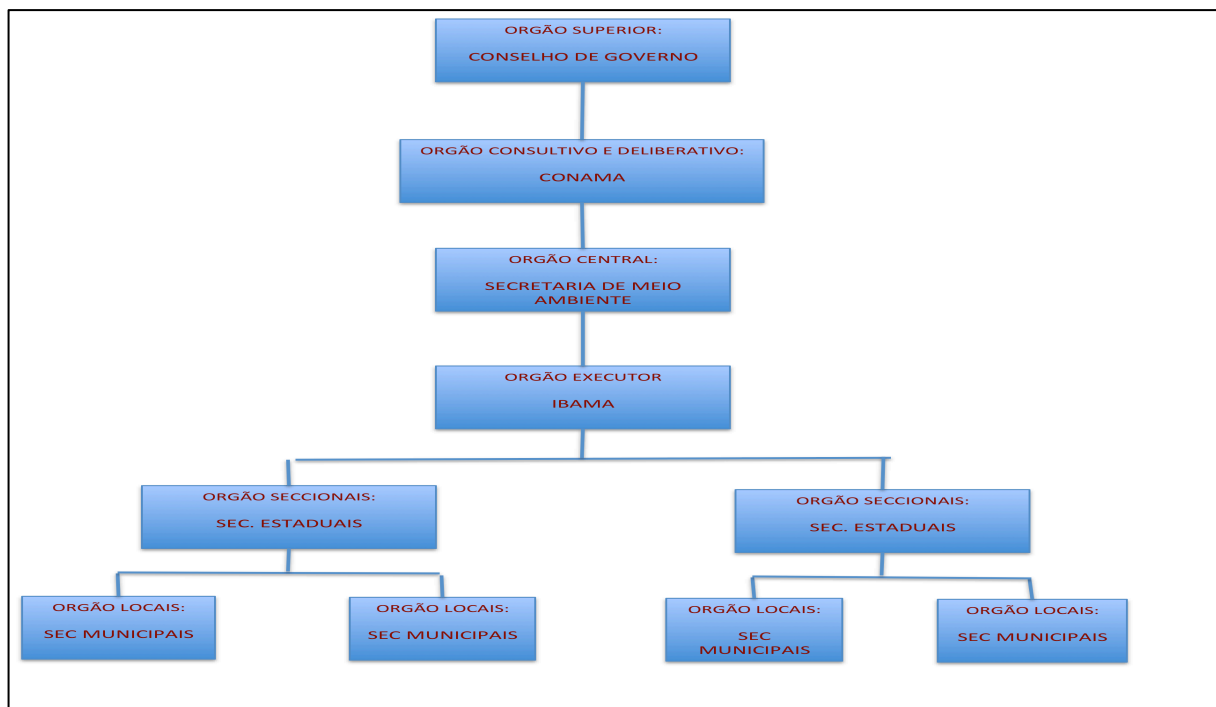 ORGÃO SUPERIOR:
CONSELHO DE GOVERNO
ORGÃO CONSULTIVO E DELIBERATIVO:
CONAMA
ORGÃO CENTRAL:
SECRETARIA DE MEIO
AMBIENTE
ORGÃO EXECUTOR
IBAMA
ORGÃO SECCIONAIS:
SEC. ESTADUAIS
ORGÃO SECCIONAIS:
SEC. ESTADUAIS
ORGÃO LOCAIS:
SEC MUNICIPAIS
ORGÃO LOCAIS:
SEC MUNICIPAIS
ORGÃO LOCAIS:
SEC
MUNICIPAIS
ORGÃO LOCAIS:
SEC MUNICIPAIS